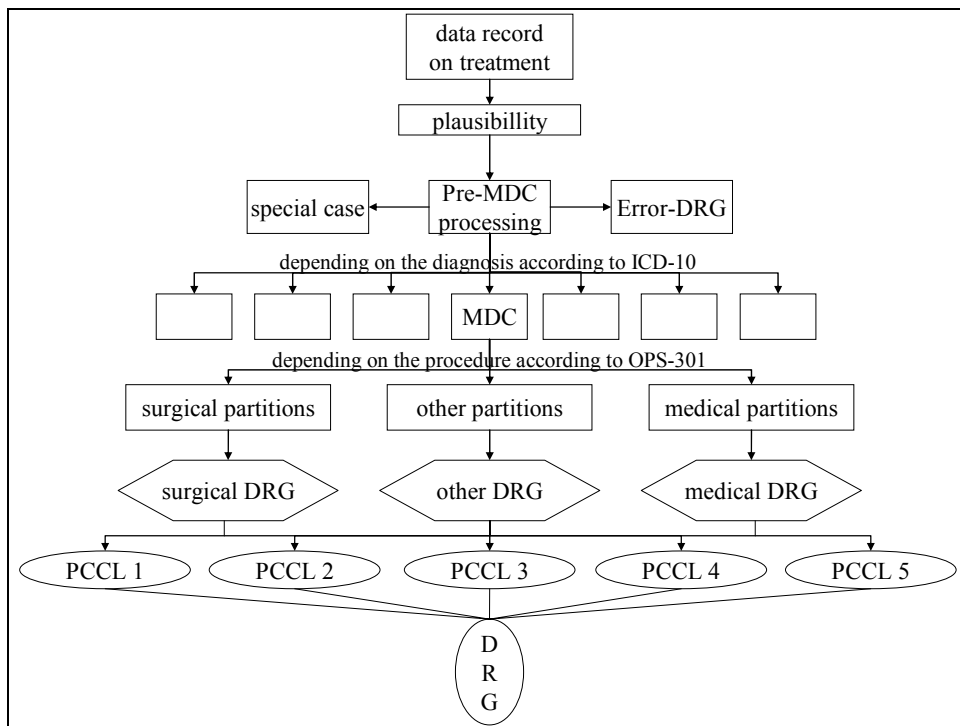 data record
on treatment
plausibillity
special case
Pre-MDC
processing
Error-DRG
depending on the diagnosis according to ICD-10
MDC
depending on the procedure according to OPS-301
surgical partitions
other partitions
medical partitions
surgical DRG
other DRG
medical DRG
PCCL 1
PCCL 2
PCCL 3
PCCL 4
PCCL 5
D
R
G